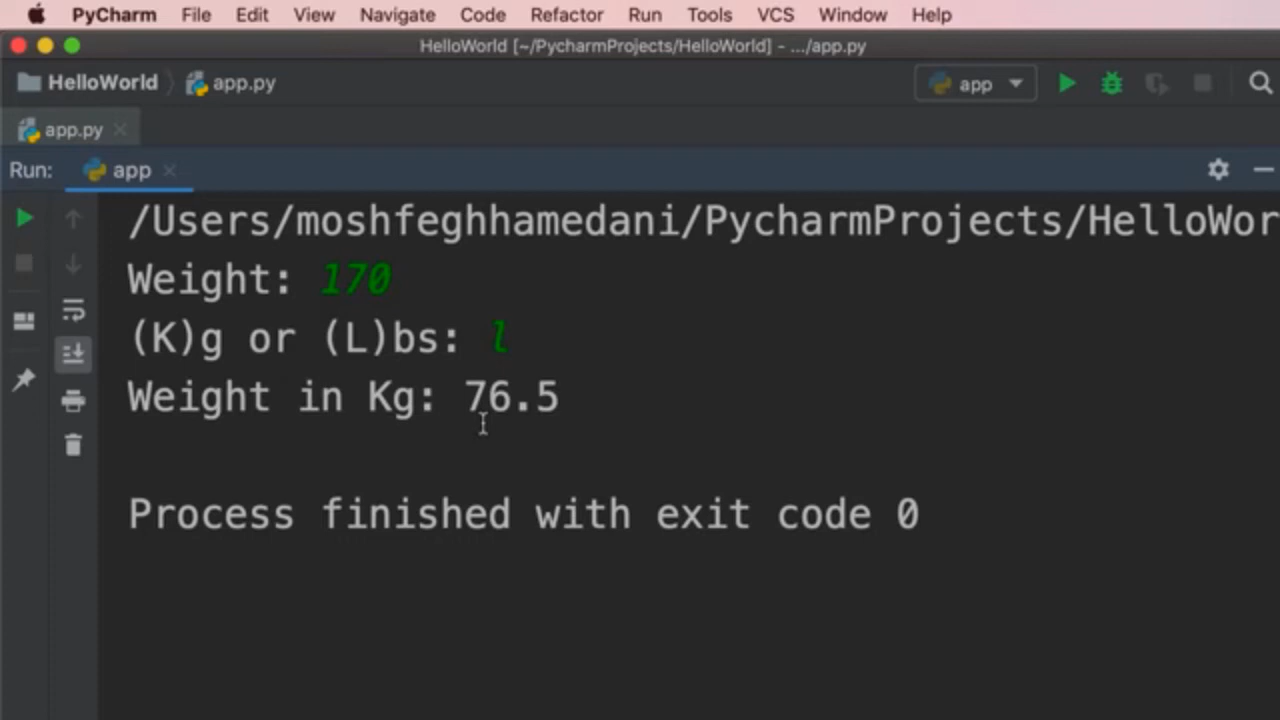 PyCharm File Edit View Navigate Code Refactor Run Tools VCS Window Help
HelloWorld [~/PycharmProjects/HelloWorld] - .../app.py
HelloWorld app.py app
app.py
Run: app
/Users/moshfeghhamedani/PycharmProjects/HelloWor
Weight: 170
(K)g or (L)bs: l
Weight in Kg: 76.5
Process finished with exit code 0